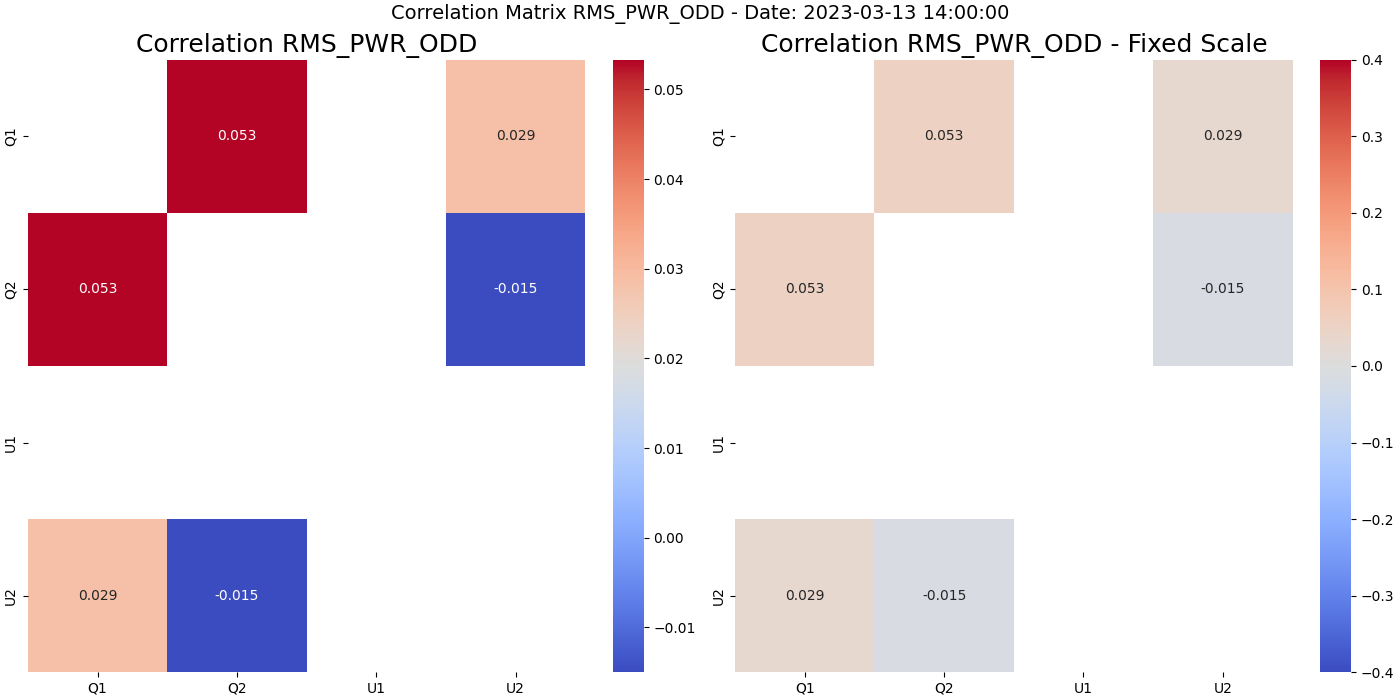 Correlation Matrix RMS_PWR_ODD - Date: 2023-03-13 14:00:00
Correlation RMS_PWR_ODD
Q1
Q2
U1
U2
0.053
0.029
0.053
-0.015
0.029
-0.015
Q1
Q2
U1
U2
0.05
0.04
0.03
0.02
0.01
0.00
−0.01
Correlation RMS_PWR_ODD - Fixed Scale
Q1
Q2
U1
U2
0.053
0.029
0.053
-0.015
0.029
-0.015
Q1
Q2
U1
U2
0.4
0.3
0.2
0.1
0.0
−0.1
−0.2
−0.3
−0.4